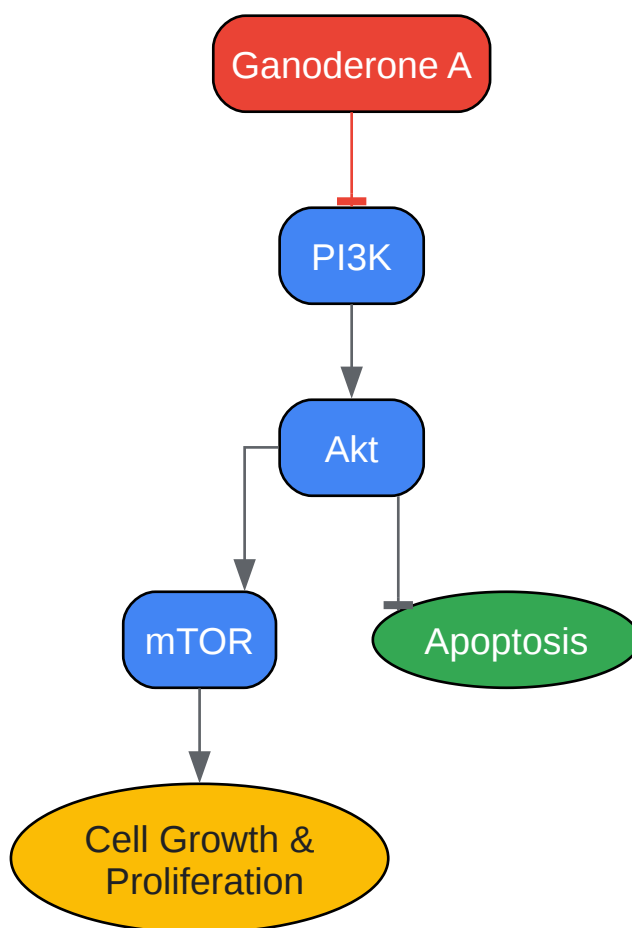 Ganoderone A
PI3K
Akt
mTOR
Apoptosis
Cell Growth &
Proliferation